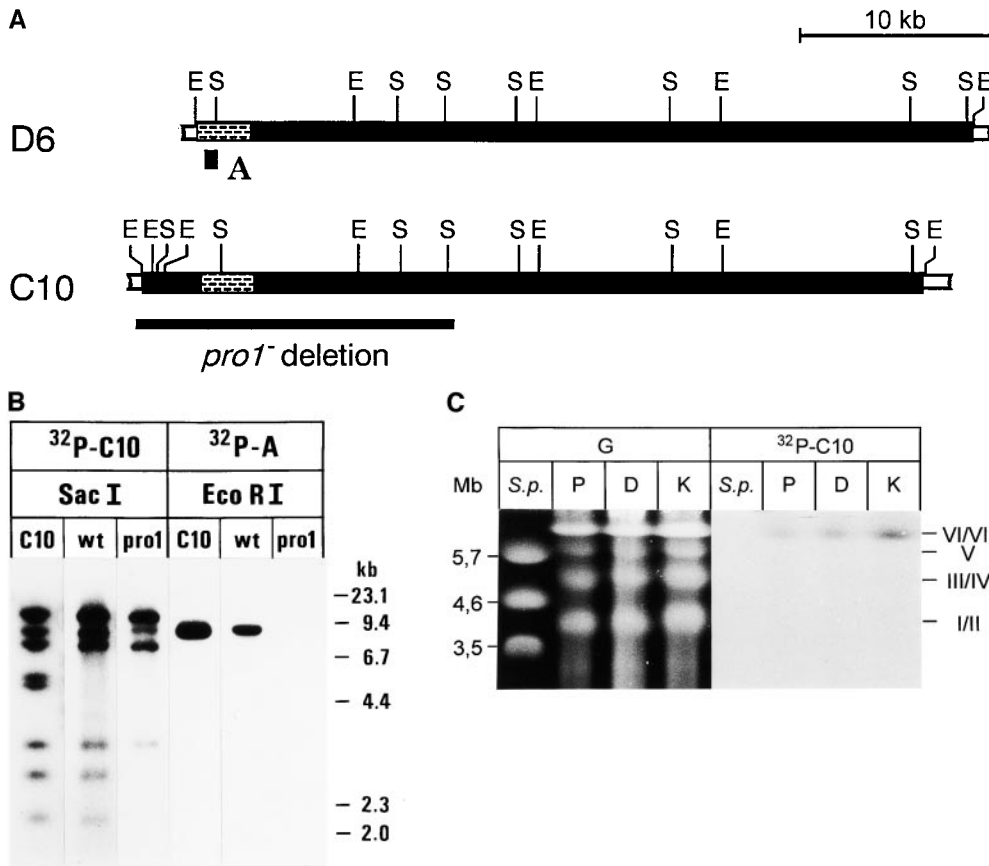 A
10 kb
E S E S S S E S E S S E
D6
A
E E S E S E S S S E S E S E
C10
pro1- deletion
B
32P-C10 32P-A
Sac I Eco RI
C10 wt pro1 C10 wt pro1
kb
23.1
9.4
6.7
4.4
2.3
2.0
C
G 32P-C10
Mb S.p. P D K S.p. P D K
VI/VI
5,7 V
III/IV
4,6
I/II
3,5